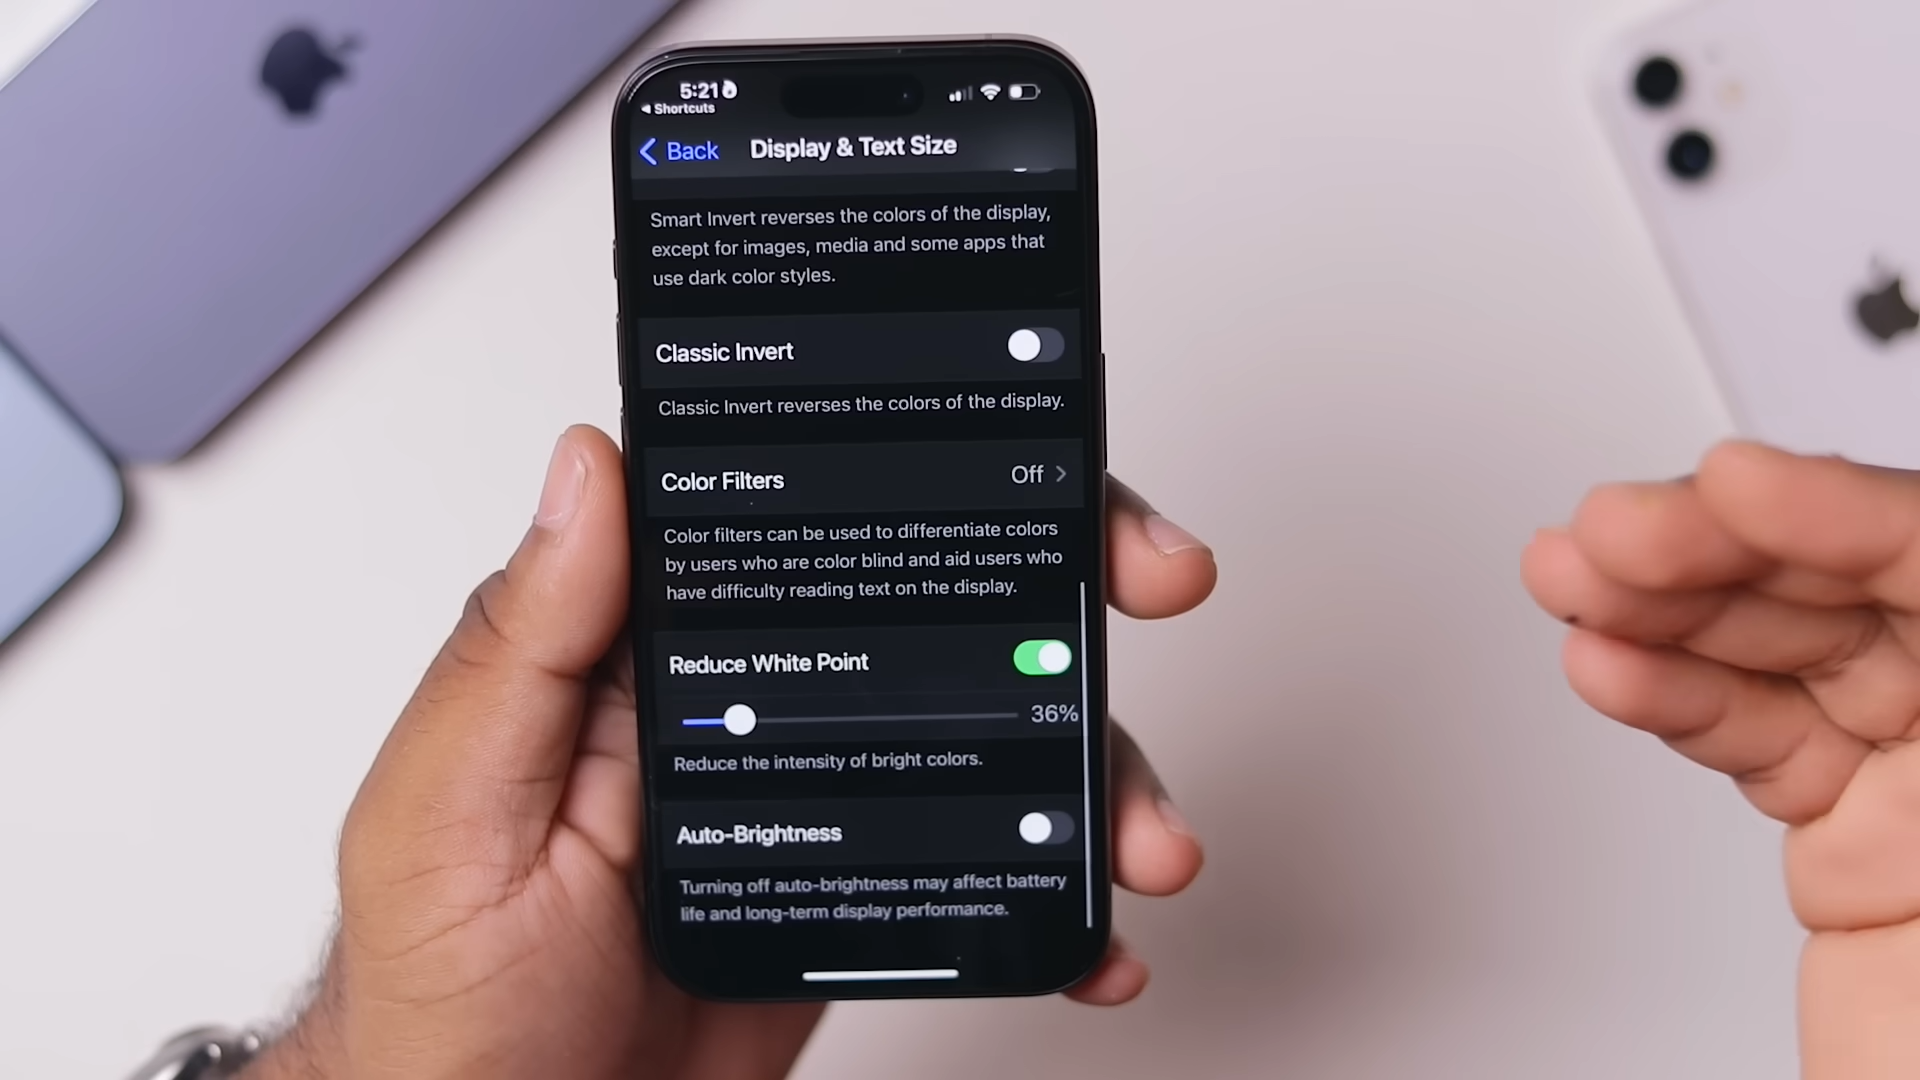 5:21
Shortcuts
Back
Display & Text Size
Smart Invert reverses the colors of the display,
except for images, media and some apps that
use dark color styles.
Classic Invert
Classic Invert reverses the colors of the display.
Color Filters
Off
Color filters can be used to differentiate colors
by users who are color blind and aid users who
have difficulty reading text on the display.
Reduce White Point
36%
Reduce the intensity of bright colors.
Auto-Brightness
Turning off auto-brightness may affect battery
life and long-term display performance.